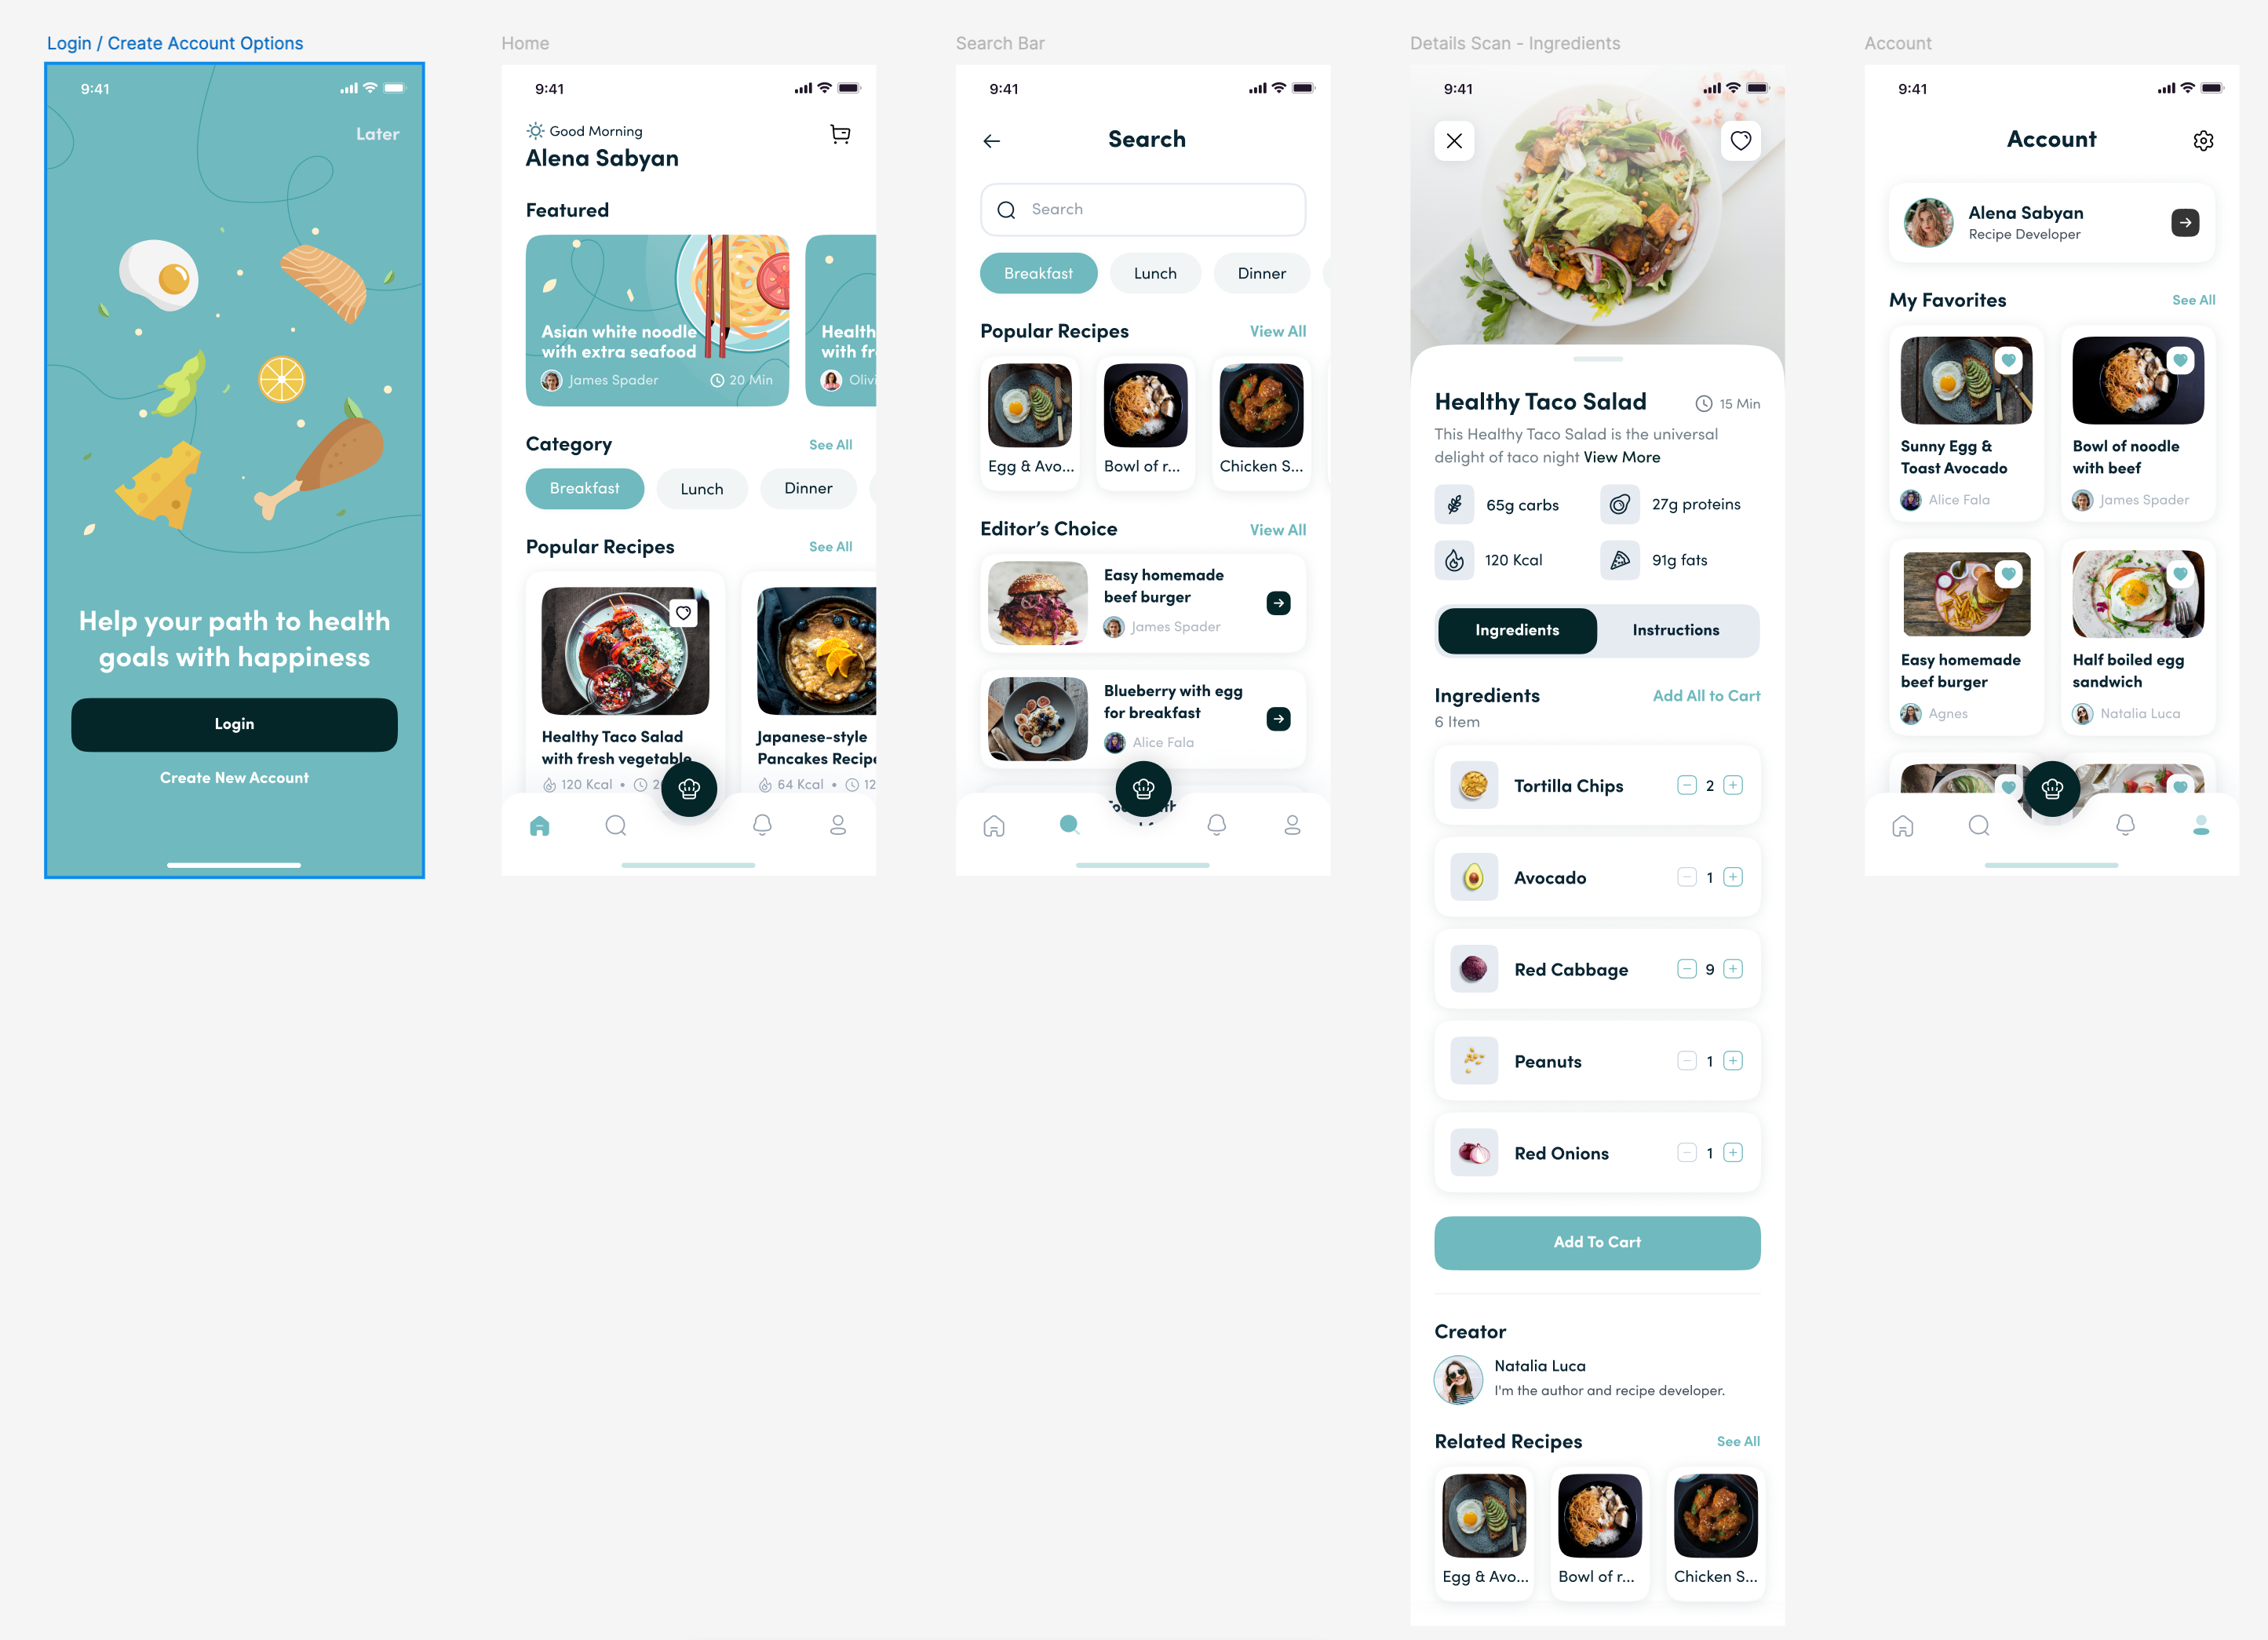 Login / Create Account Options
9:41
Later
Help your path to health
goals with happiness
Login
Create New Account
Home
9:41
Good Morning
Alena Sabyan
Featured
Asian white noodle
with extra seafood
James Spader
20 Min
Health
with fr
Olivi
Category
See All
Breakfast
Lunch
Dinner
Popular Recipes
See All
Healthy Taco Salad
with fresh vegetable
120 Kcal • 2
Japanese-style
Pancakes Recipe
64 Kcal • 12
Search Bar
9:41
Search
Search
Breakfast
Lunch
Dinner
Popular Recipes
View All
Egg & Avo...
Bowl of r...
Chicken S...
Editor’s Choice
View All
Easy homemade
beef burger
James Spader
Blueberry with egg
for breakfast
Alice Fala
Details Scan - Ingredients
9:41
Healthy Taco Salad
15 Min
This Healthy Taco Salad is the universal
delight of taco night View More
65g carbs
27g proteins
120 Kcal
91g fats
Ingredients
Instructions
Ingredients
Add All to Cart
6 Item
Tortilla Chips
2
Avocado
1
Red Cabbage
9
Peanuts
1
Red Onions
1
Add To Cart
Creator
Natalia Luca
I'm the author and recipe developer.
Related Recipes
See All
Egg & Avo...
Bowl of r...
Chicken S...
Account
9:41
Account
Alena Sabyan
Recipe Developer
My Favorites
See All
Sunny Egg &
Toast Avocado
Alice Fala
Bowl of noodle
with beef
James Spader
Easy homemade
beef burger
Agnes
Half boiled egg
sandwich
Natalia Luca